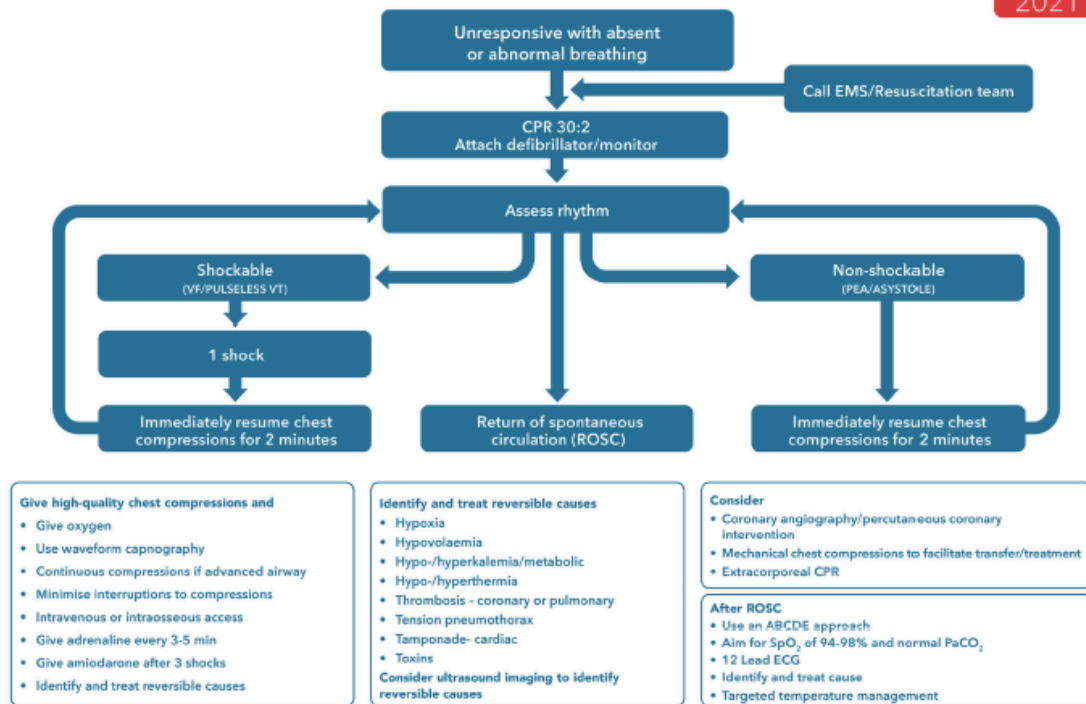 2021
Unresponsive with absent
or abnormal breathing
Call EMS/Resuscitation team
CPR 30:2
Attach defibrillator/monitor
Assess rhythm
Shockable
(VF/PULSELESS VT)
Non-shockable
(PEA/ASYSTOLE)
1 shock
Immediately resume chest
compressions for 2 minutes
Return of spontaneous
circulation (ROSC)
Immediately resume chest
compressions for 2 minutes
Give high-quality chest compressions and
• Give oxygen
• Use waveform capnography
• Continuous compressions if advanced airway
• Minimise interruptions to compressions
• Intravenous or intraosseous access
• Give adrenaline every 3-5 min
• Give amiodarone after 3 shocks
• Identify and treat reversible causes
Identify and treat reversible causes
• Hypoxia
• Hypovolaemia
• Hypo-/hyperkalemia/metabolic
• Hypo-/hyperthermia
• Thrombosis – coronary or pulmonary
• Tension pneumothorax
• Tamponade- cardiac
• Toxins
Consider ultrasound imaging to identify
reversible causes
Consider
• Coronary angiography/percutaneous coronary
intervention
• Mechanical chest compressions to facilitate transfer/treatment
• Extracorporeal CPR
After ROSC
• Use an ABCDE approach
• Aim for SpO₂ of 94-98% and normal PaCO₂
• 12 Lead ECG
• Identify and treat cause
• Targeted temperature management